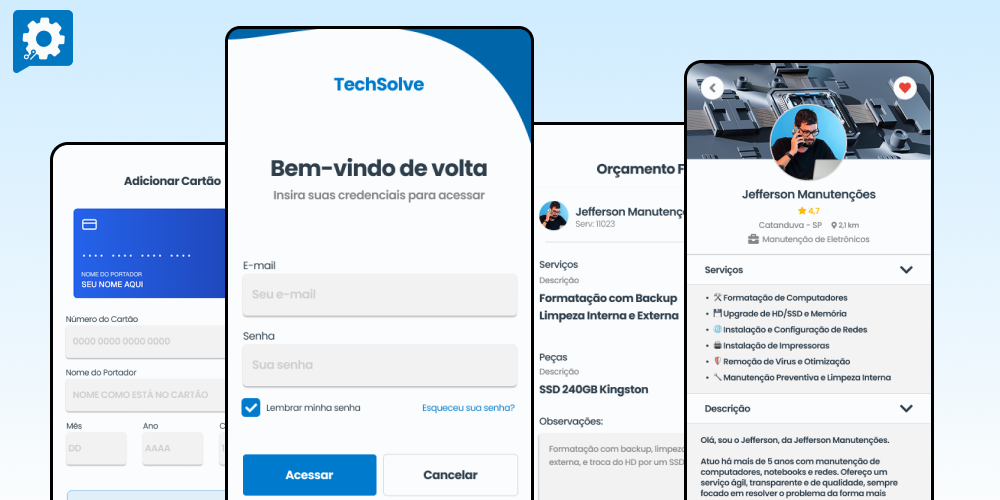 Adicionar Cartão
NOME DO PORTADOR
SEU NOME AQUI
Número do Cartão
0000 0000 0000 0000
Nome do Portador
NOME COMO ESTÁ NO CARTÃO
Mês
Ano
C
DD
AAAA
TechSolve
Bem-vindo de volta
Insira suas credenciais para acessar
E-mail
Seu e-mail
Senha
Sua senha
Lembrar minha senha
Esqueceu sua senha?
Acessar
Cancelar
Orçamento F
Jefferson Manutenç
Serv: 11023
Serviços
Descrição
Formatação com Backup
Limpeza Interna e Externa
Peças
Descrição
SSD 240GB Kingston
Observações:
Formatação com backup, limpeza
externa, e troca do HD por um SSD
Jefferson Manutenções
4,7
Catanduva - SP 2,1 km
Manutenção de Eletrônicos
Serviços
• Formatação de Computadores
• Upgrade de HD/SSD e Memória
• Instalação e Configuração de Redes
• Instalação de Impressoras
• Remoção de Vírus e Otimização
• Manutenção Preventiva e Limpeza Interna
Descrição
Olá, sou o Jefferson, da Jefferson Manutenções.
Atuo há mais de 5 anos com manutenção de
computadores, notebooks e redes. Ofereço um
serviço ágil, transparente e de qualidade, sempre
focado em resolver o problema da forma mais